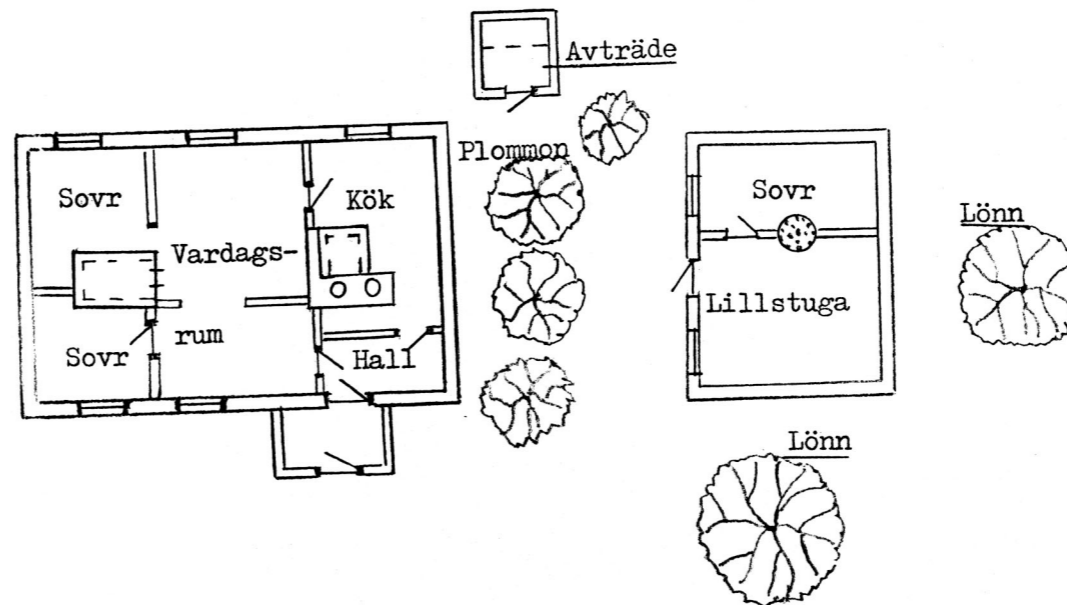 Avträde
Plommon
Sovr
Kök
Sovr
Lönn
Vardags-
Lillstuga
rum
Hall
Sovr
Lönn